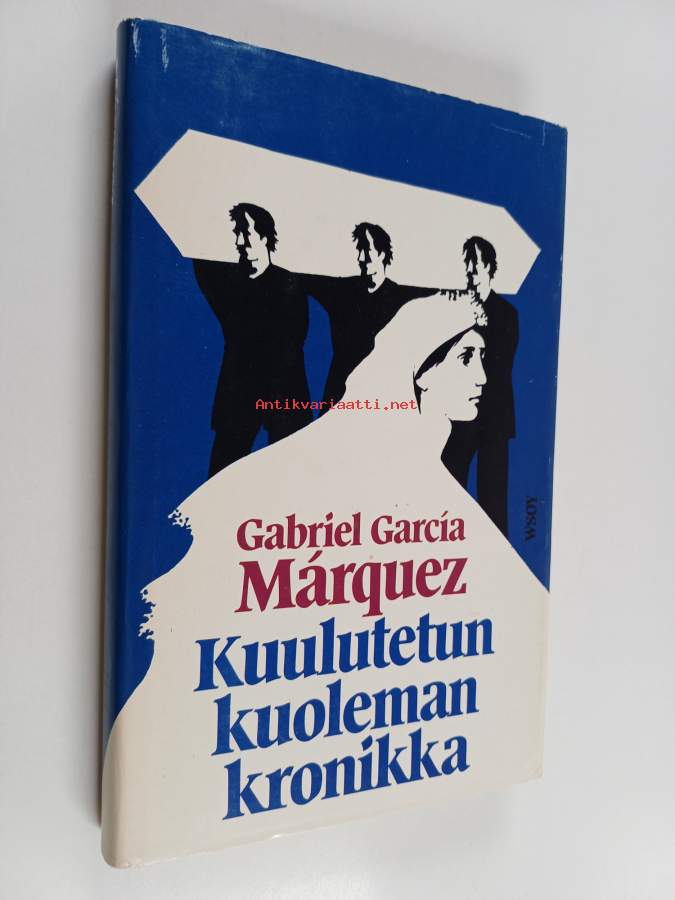 Antikvariaatti.net
WSOY
Gabriel García
Márquez
Kuulutetun
kuoleman
kronikka